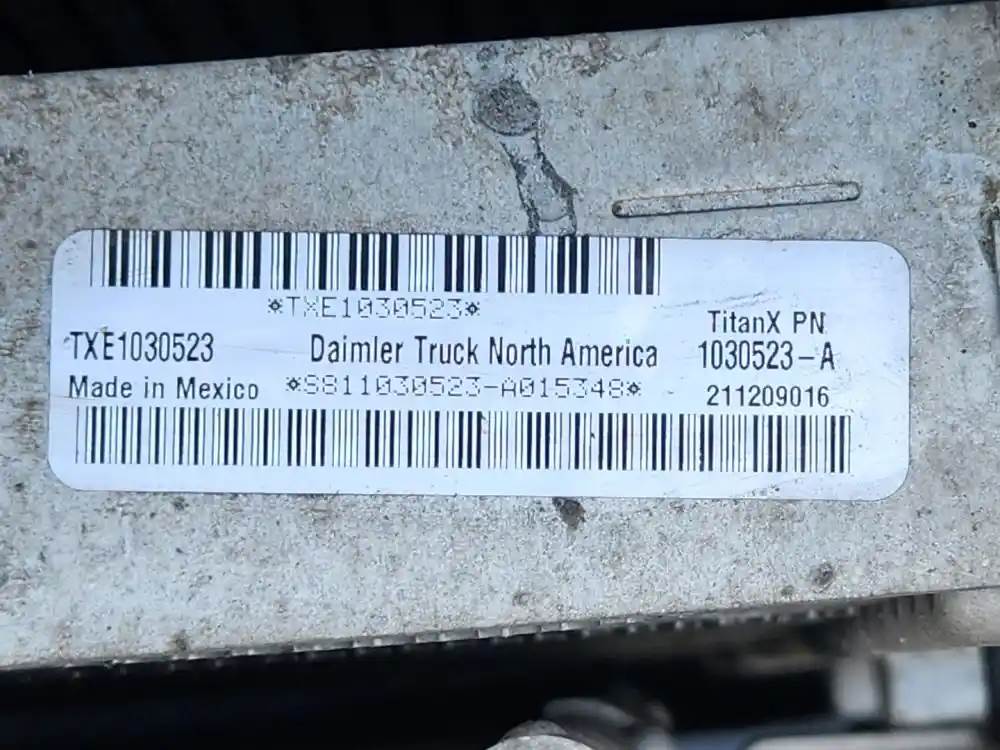 *TXE1030523*
TitanX PN
TXE1030523 Daimler Truck North America 1030523-A
Made in Mexico *S811030523-A015348* 211209016